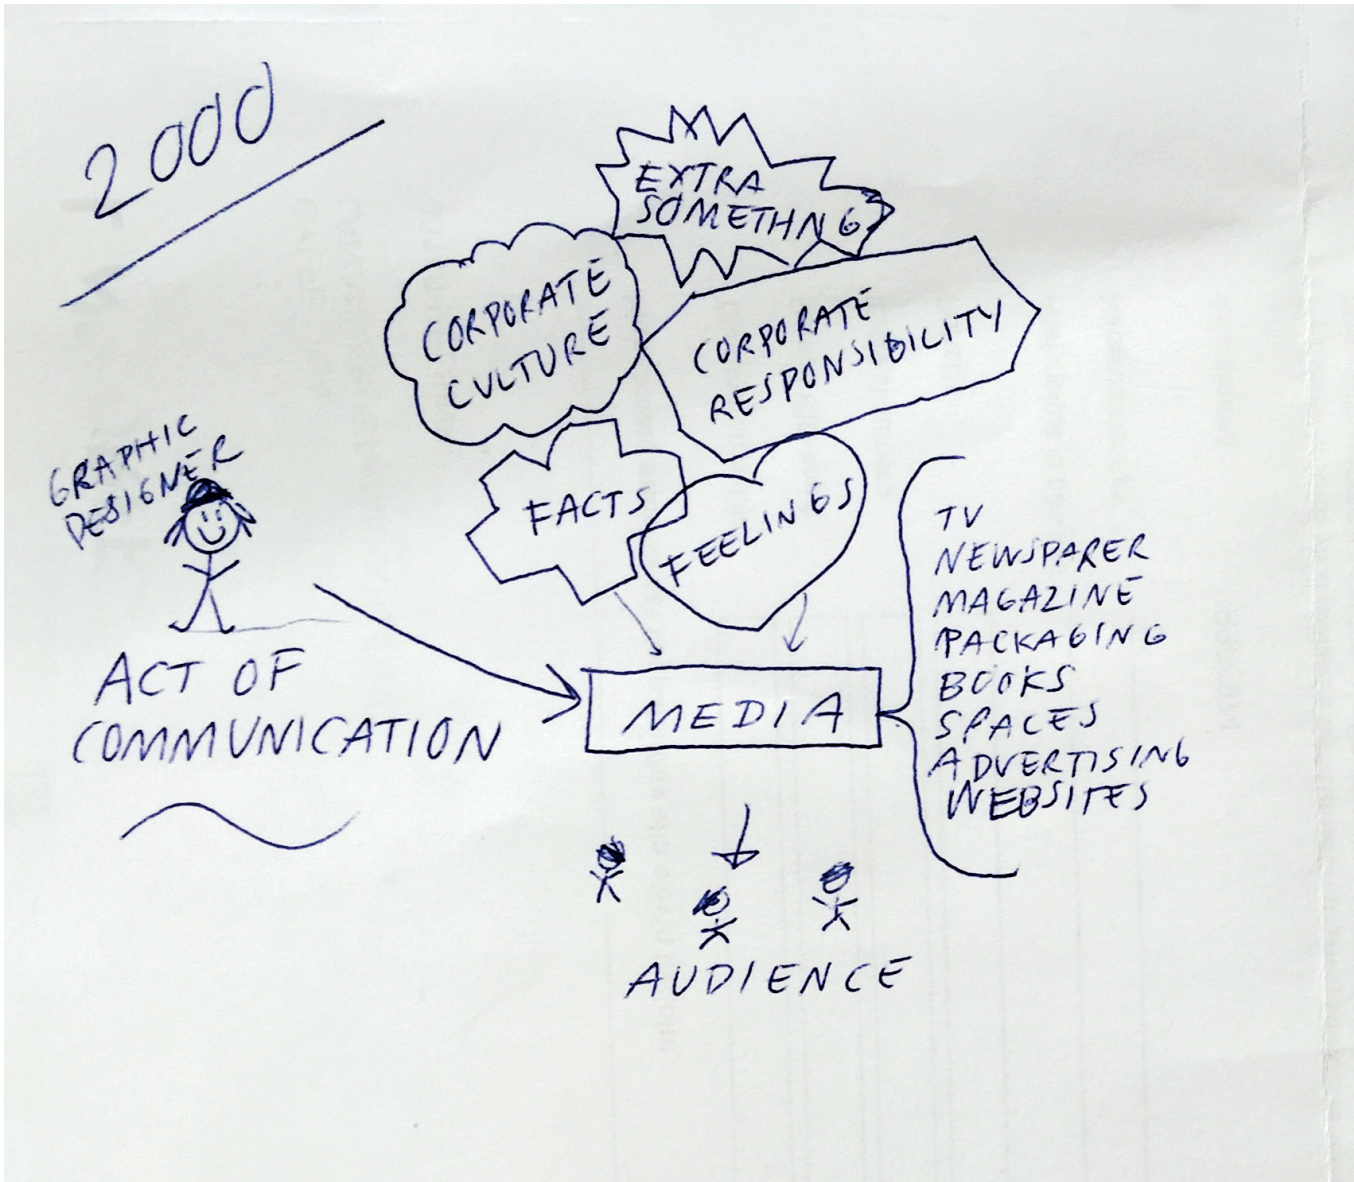 2000
EXTRA
SOMETHNG
CORPORATE
CULTURE
CORPORATE
RESPONSIBILITY
GRAPHIC
DESIGNER
FACTS
FEELINGS
ACT OF
COMMUNICATION
MEDIA
TV
NEWSPAPER
MAGAZINE
PACKAGING
BOOKS
SPACES
ADVERTISING
WEBSITES
AUDIENCE